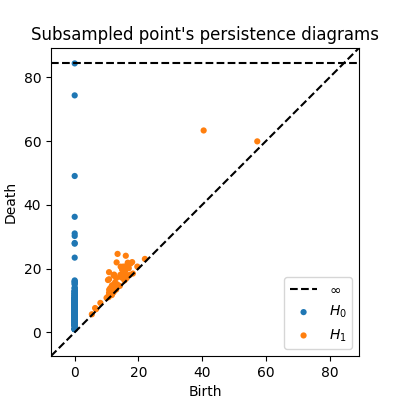 Subsampled point's persistence diagrams
80
60
40
20
0
Death
0 20 40 60 80
Birth
∞
H₀
H₁